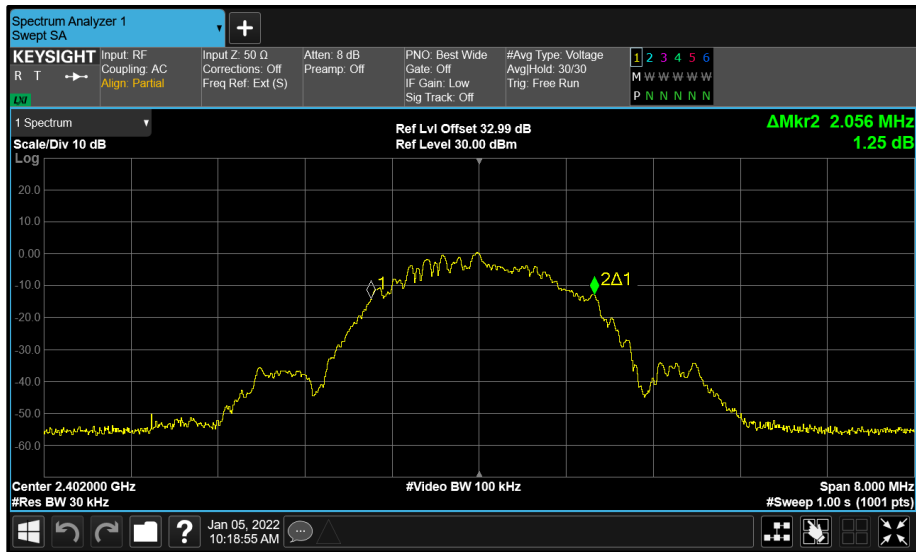 Spectrum Analyzer 1
Swept SA
KEYSIGHT
R T
LXI
Input: RF
Coupling: AC
Align: Partial
Input Z: 50 Ω
Corrections: Off
Freq Ref: Ext (S)
Atten: 8 dB
Preamp: Off
PNO: Best Wide
Gate: Off
IF Gain: Low
Sig Track: Off
#Avg Type: Voltage
Avg|Hold: 30/30
Trig: Free Run
1 2 3 4 5 6
M W W W W W
P N N N N N
1 Spectrum
Scale/Div 10 dB
Ref Lvl Offset 32.99 dB
Ref Level 30.00 dBm
ΔMkr2 2.056 MHz
1.25 dB
Log
20.0
10.0
0.00
-10.0
-20.0
-30.0
-40.0
-50.0
-60.0
1
2Δ1
Center 2.402000 GHz
#Video BW 100 kHz
Span 8.000 MHz
#Res BW 30 kHz
#Sweep 1.00 s (1001 pts)
?
Jan 05, 2022
10:18:55 AM